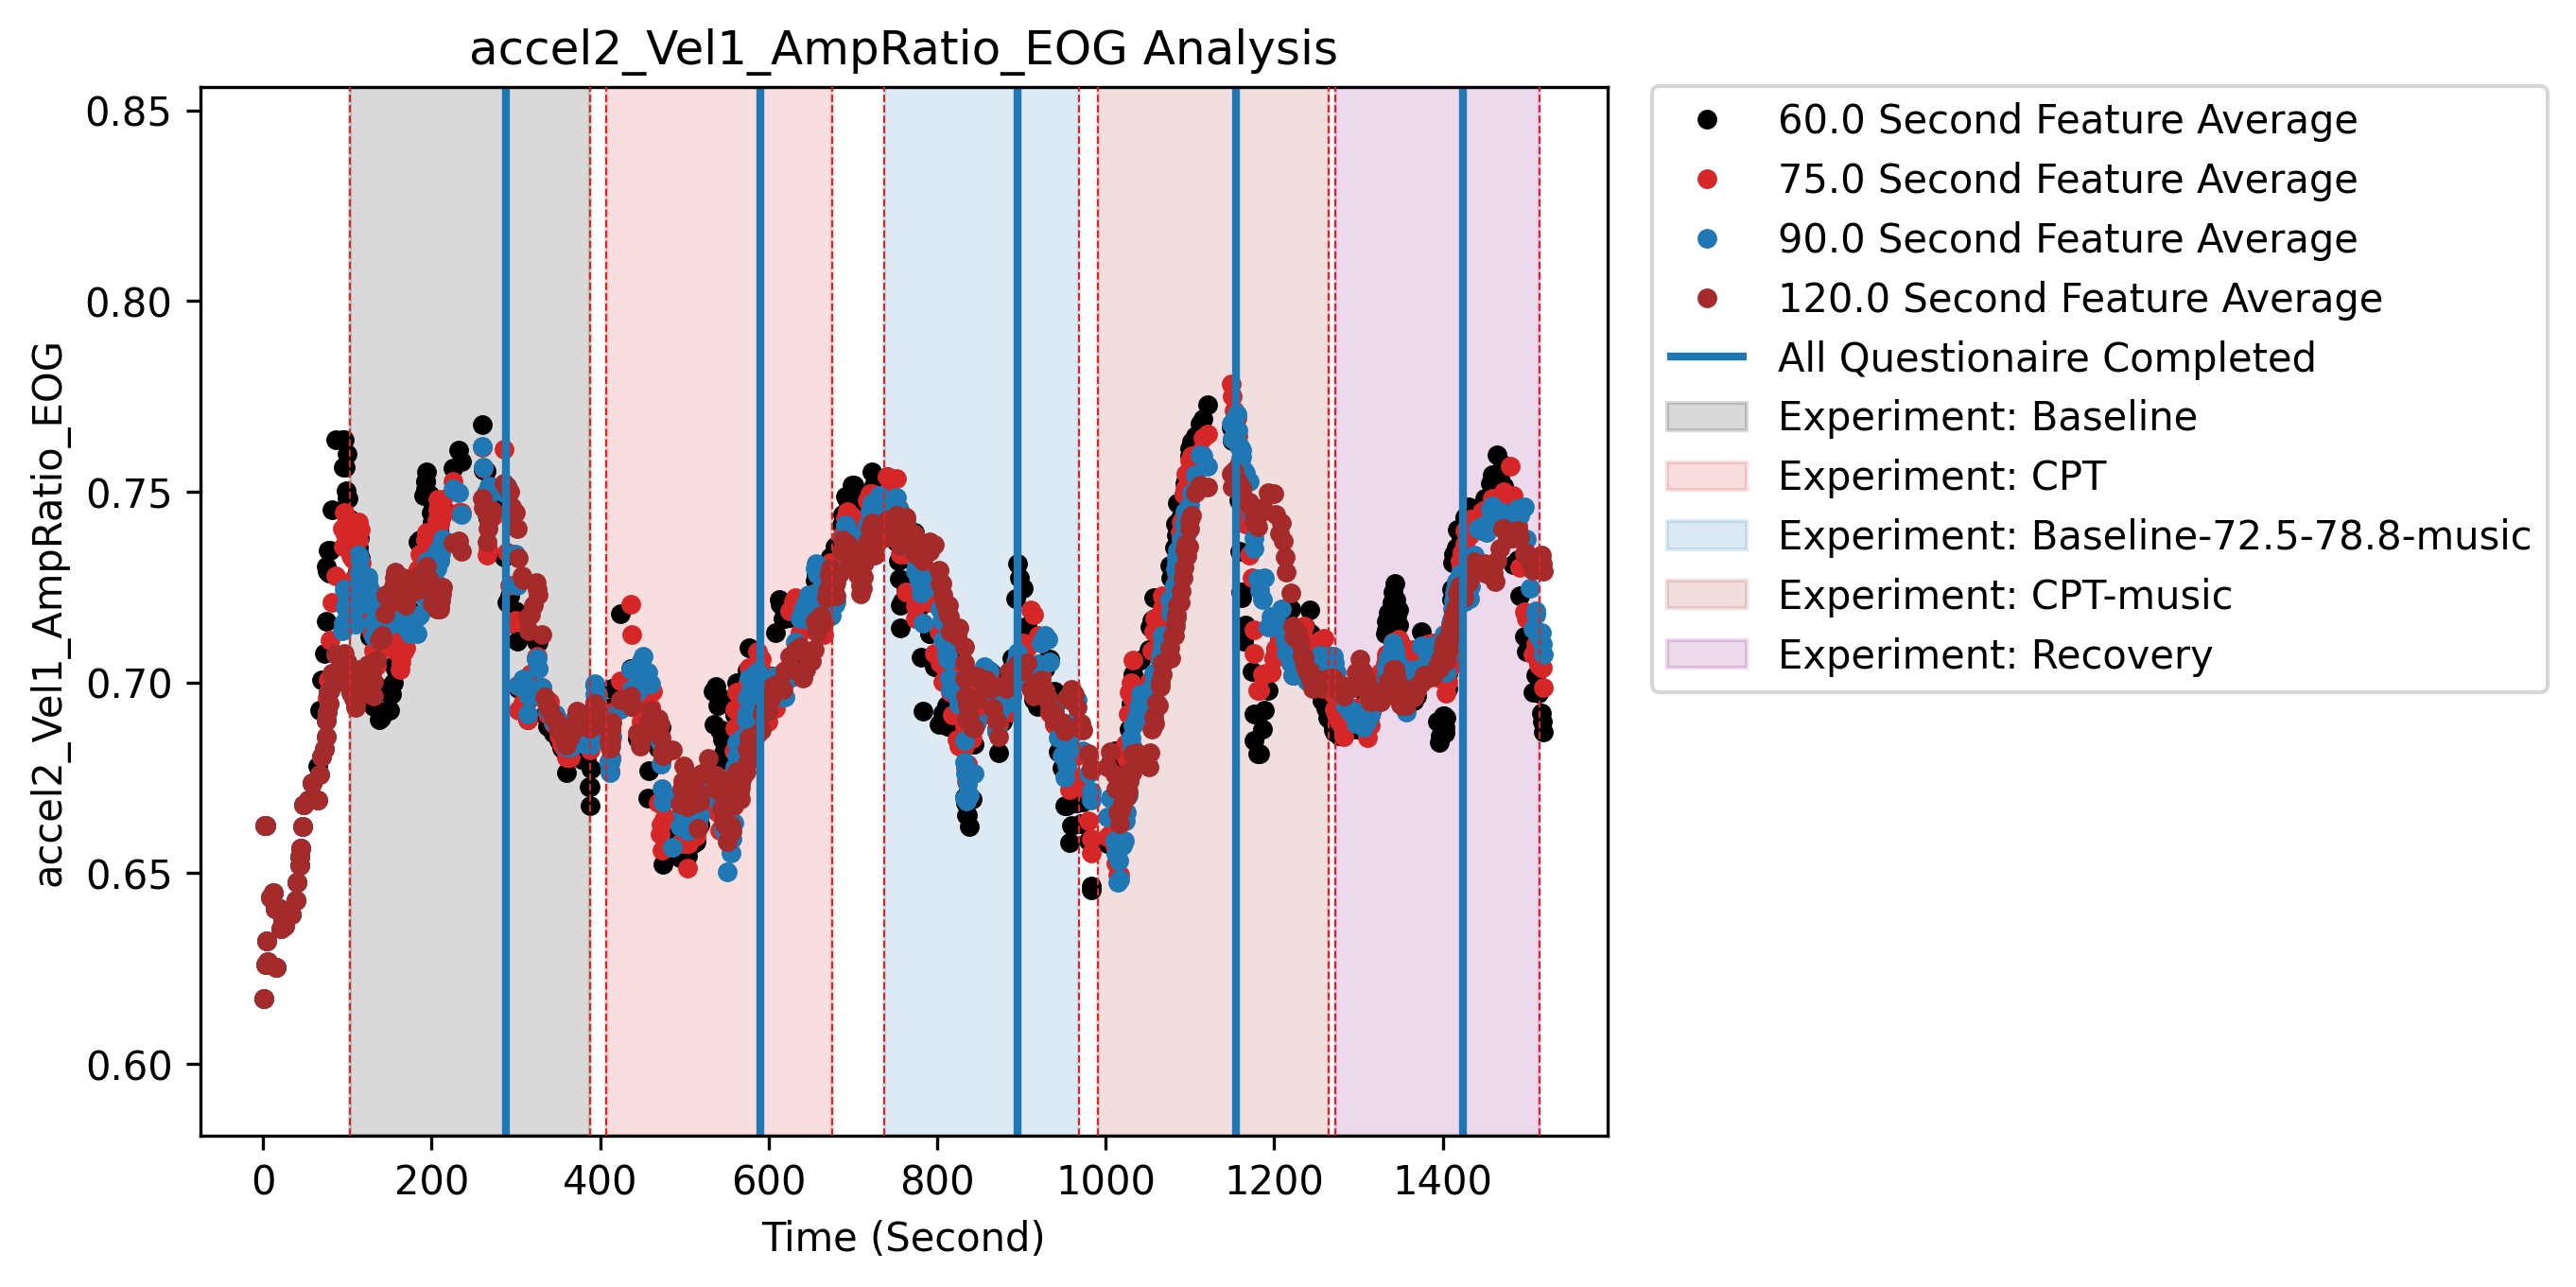 accel2_Vel1_AmpRatio_EOG Analysis
accel2_Vel1_AmpRatio_EOG
0.85
0.80
0.75
0.70
0.65
0.60
0
200
400
600
800
1000
1200
1400
Time (Second)
60.0 Second Feature Average
75.0 Second Feature Average
90.0 Second Feature Average
120.0 Second Feature Average
All Questionaire Completed
Experiment: Baseline
Experiment: CPT
Experiment: Baseline-72.5-78.8-music
Experiment: CPT-music
Experiment: Recovery